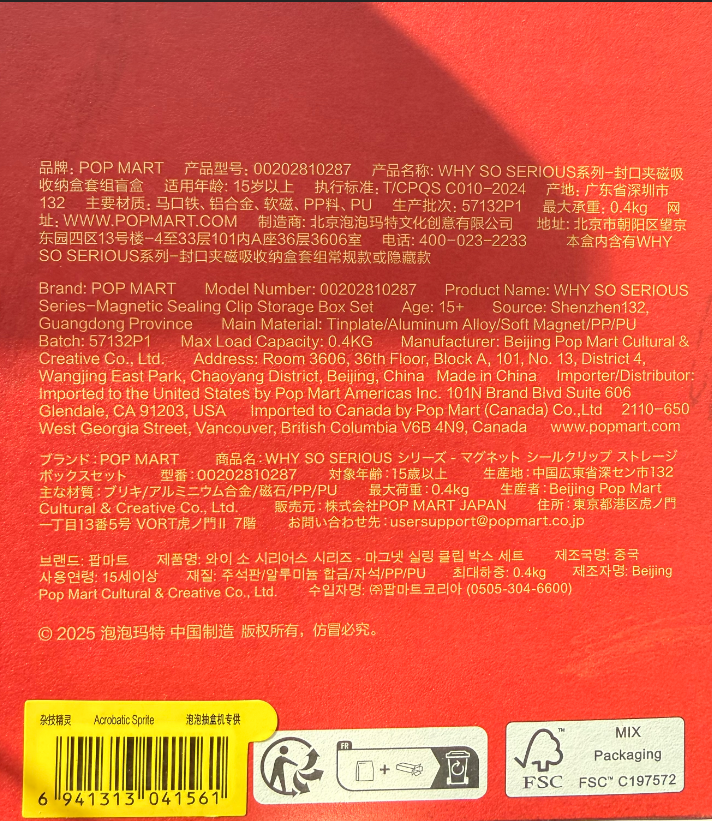 品牌: POP MART 产品型号: 00202810287 产品名称: WHY SO SERIOUS系列-封口夹磁吸
收纳盒套组盲盒 适用年龄: 15岁以上 执行标准: T/CPQS C010-2024 产地: 广东省深圳市
132 主要材质: 马口铁、铝合金、软磁、PP料、PU 生产批次: 57132P1 最大承重: 0.4kg 网
址: WWW.POPMART.COM 制造商: 北京泡泡玛特文化创意有限公司 地址: 北京市朝阳区望京
东园四区13号楼-4至33层101内A座36层3606室 电话: 400-023-2233 本盒内含有WHY
SO SERIOUS系列-封口夹磁吸收纳盒套组常规款或隐藏款
Brand: POP MART Model Number: 00202810287 Product Name: WHY SO SERIOUS
Series-Magnetic Sealing Clip Storage Box Set Age: 15+ Source: Shenzhen132,
Guangdong Province Main Material: Tinplate/Aluminum Alloy/Soft Magnet/PP/PU
Batch: 57132P1 Max Load Capacity: 0.4KG Manufacturer: Beijing Pop Mart Cultural &
Creative Co., Ltd. Address: Room 3606, 36th Floor, Block A, 101, No. 13, District 4,
Wangjing East Park, Chaoyang District, Beijing, China Made in China Importer/Distributor:
Imported to the United States by Pop Mart Americas Inc. 101N Brand Blvd Suite 606
Glendale, CA 91203, USA Imported to Canada by Pop Mart (Canada) Co.,Ltd 2110-650
West Georgia Street, Vancouver, British Columbia V6B 4N9, Canada www.popmart.com
ブランド: POP MART 商品名: WHY SO SERIOUS シリーズ - マグネット シールクリップ ストレージ
ボックスセット 型番: 00202810287 対象年齢: 15歳以上 生産地: 中国広東省深セン市132
主な材質: ブリキ/アルミニウム合金/磁石/PP/PU 最大荷重: 0.4kg 生産者: Beijing Pop Mart
Cultural & Creative Co., Ltd. 販売元: 株式会社POP MART JAPAN 住所: 東京都港区虎ノ門
一丁目13番5号 VORT虎ノ門Ⅱ 7階 お問い合わせ先: usersupport@popmart.co.jp
브랜드: 팝마트 제품명: 와이 소 시리어스 시리즈 - 마그넷 실링 클립 박스 세트 제조국명: 중국
사용연령: 15세이상 재질: 주석판/알루미늄 합금/자석/PP/PU 최대하중: 0.4kg 제조자명: Beijing
Pop Mart Cultural & Creative Co., Ltd. 수입자명: ㈜팝마트코리아 (0505-304-6600)
© 2025 泡泡玛特 中国制造 版权所有，仿冒必究。
杂技精灵 Acrobatic Sprite 泡泡抽盒机专供
6 941313 041561
FR
MIX
Packaging
FSC FSC™ C197572